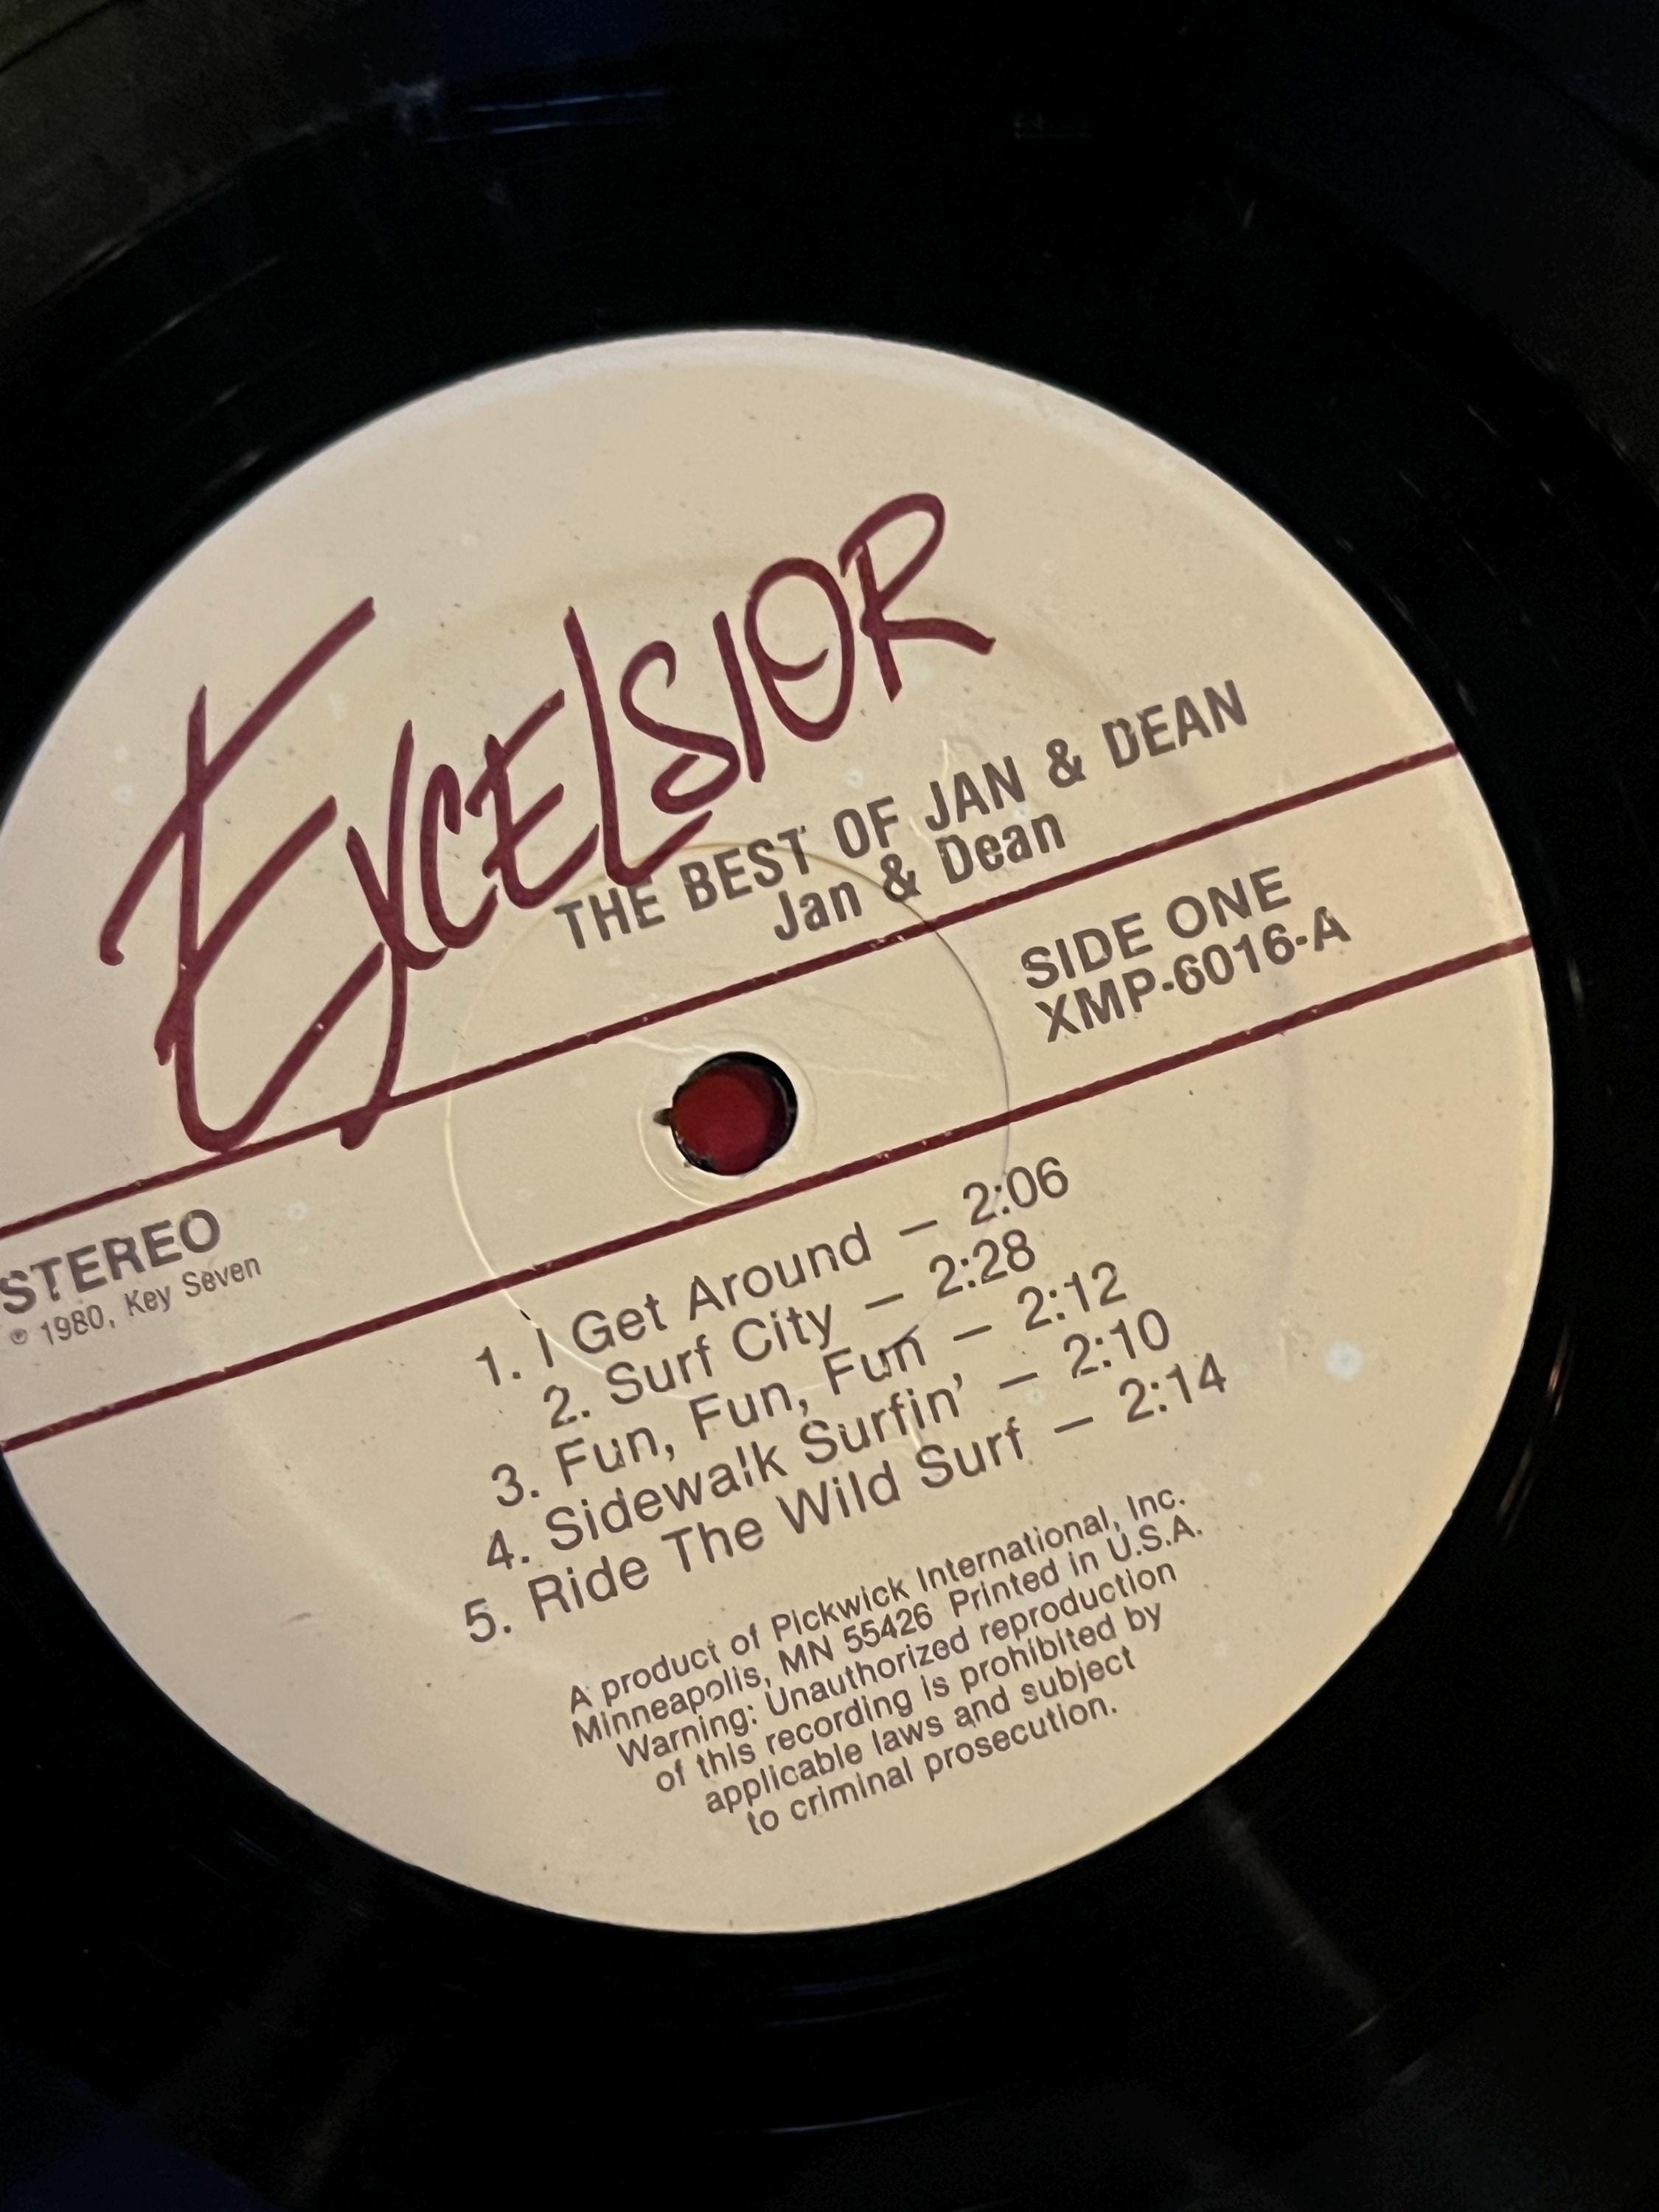 EXCELSIOR
THE BEST OF JAN & DEAN
Jan & Dean
SIDE ONE
XMP-6016-A
STEREO
℗ 1980, Key Seven
1. I Get Around – 2:06
2. Surf City – 2:28
3. Fun, Fun, Fun – 2:12
4. Sidewalk Surfin' – 2:10
5. Ride The Wild Surf – 2:14
A product of Pickwick International, Inc.
Minneapolis, MN 55426 Printed in U.S.A.
Warning: Unauthorized reproduction
of this recording is prohibited by
applicable laws and subject
to criminal prosecution.